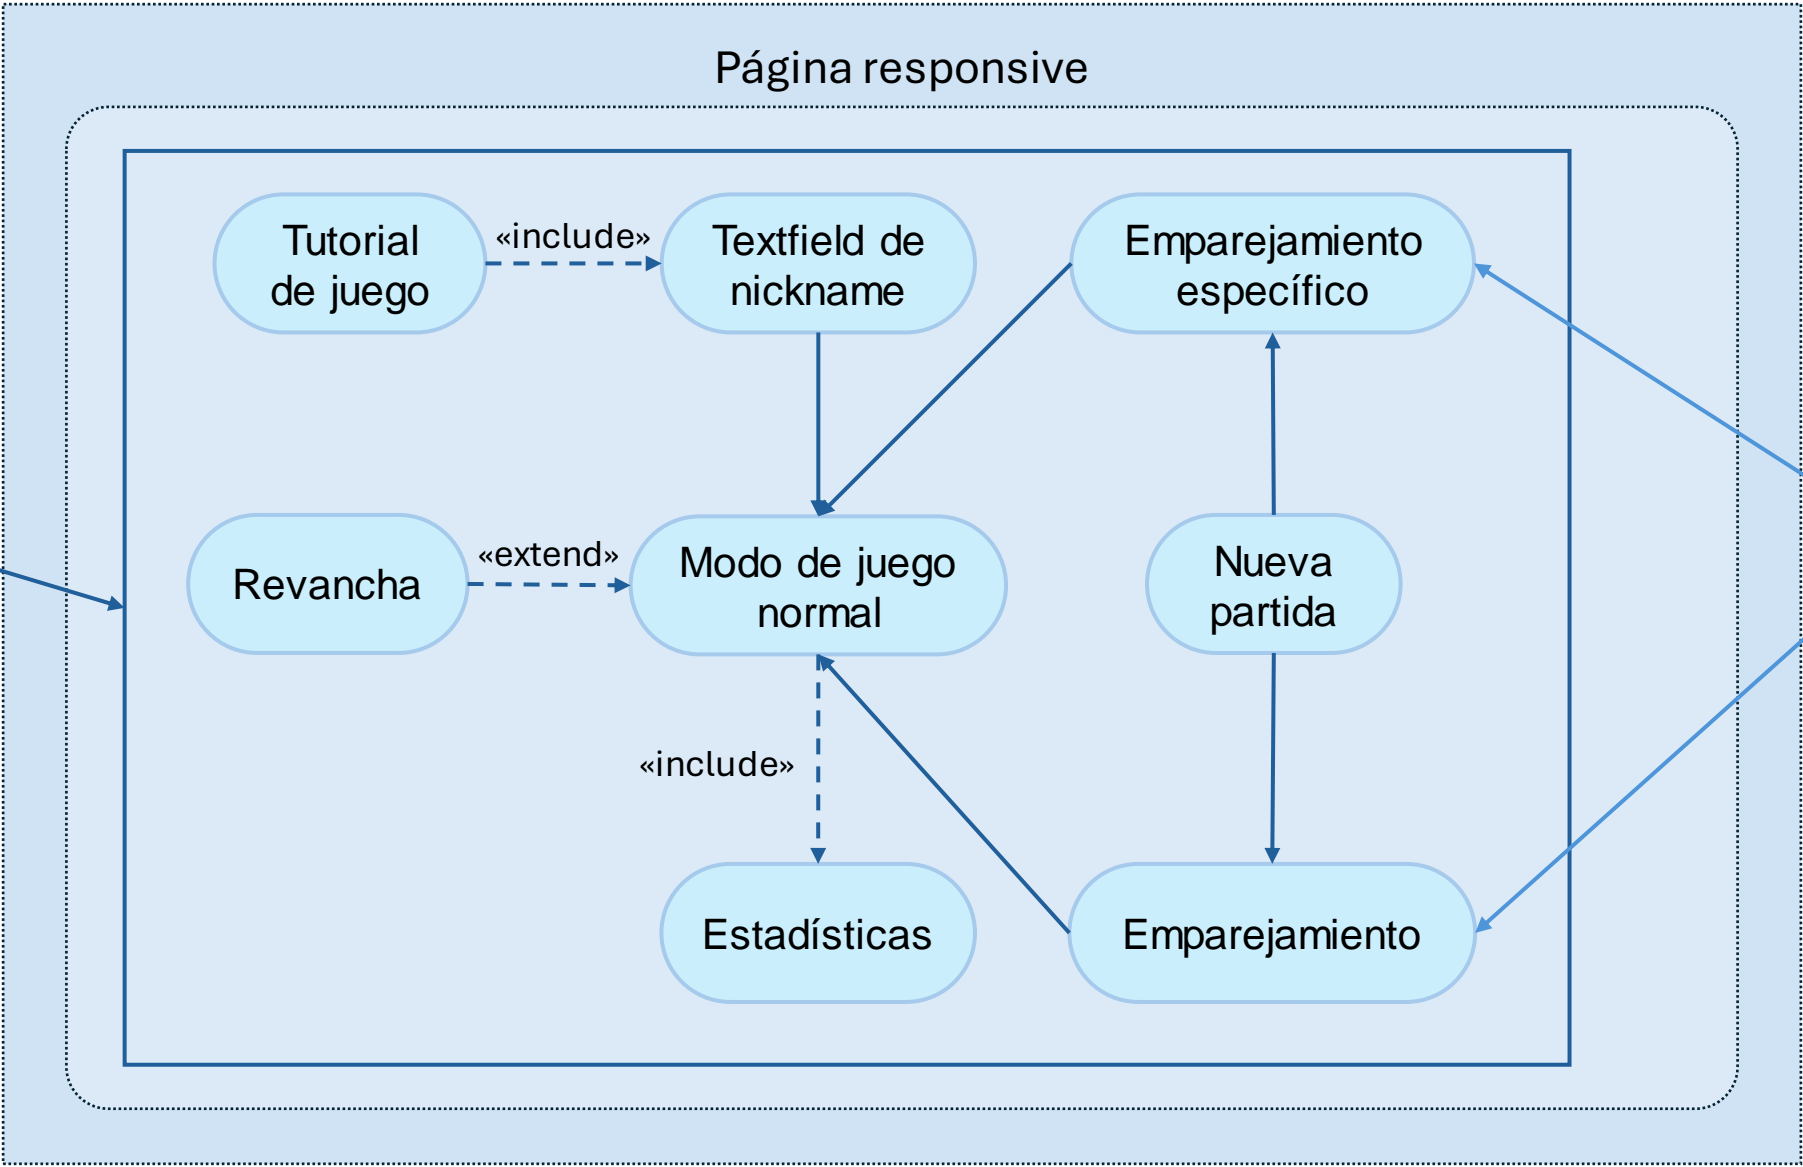 Página responsive
Tutorial
de juego
«include»
Textfield de
nickname
Emparejamiento
específico
Revancha
«extend»
Modo de juego
normal
Nueva
partida
«include»
Estadísticas
Emparejamiento